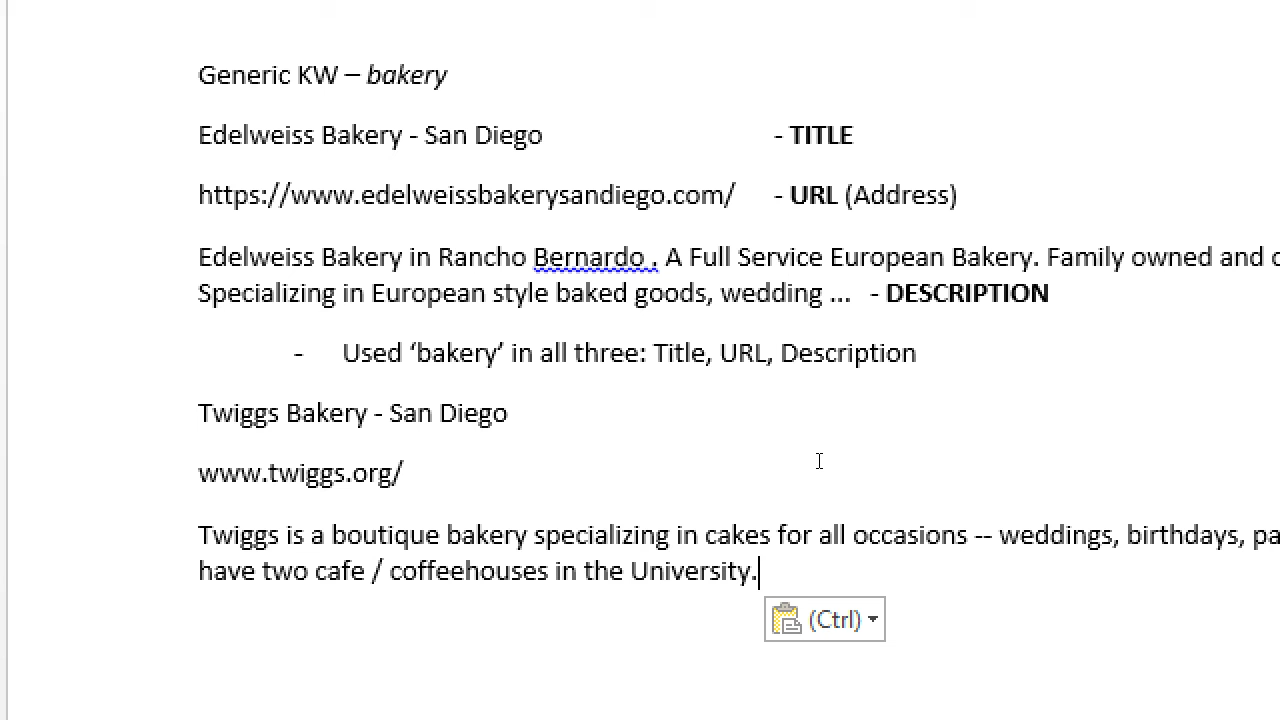 Generic KW – bakery
Edelweiss Bakery - San Diego - TITLE
https://www.edelweissbakerysandiego.com/ - URL (Address)
Edelweiss Bakery in Rancho Bernardo . A Full Service European Bakery. Family owned and
Specializing in European style baked goods, wedding ... - DESCRIPTION
- Used ‘bakery’ in all three: Title, URL, Description
Twiggs Bakery - San Diego
www.twiggs.org/
Twiggs is a boutique bakery specializing in cakes for all occasions -- weddings, birthdays,
have two cafe / coffeehouses in the University.
(Ctrl)